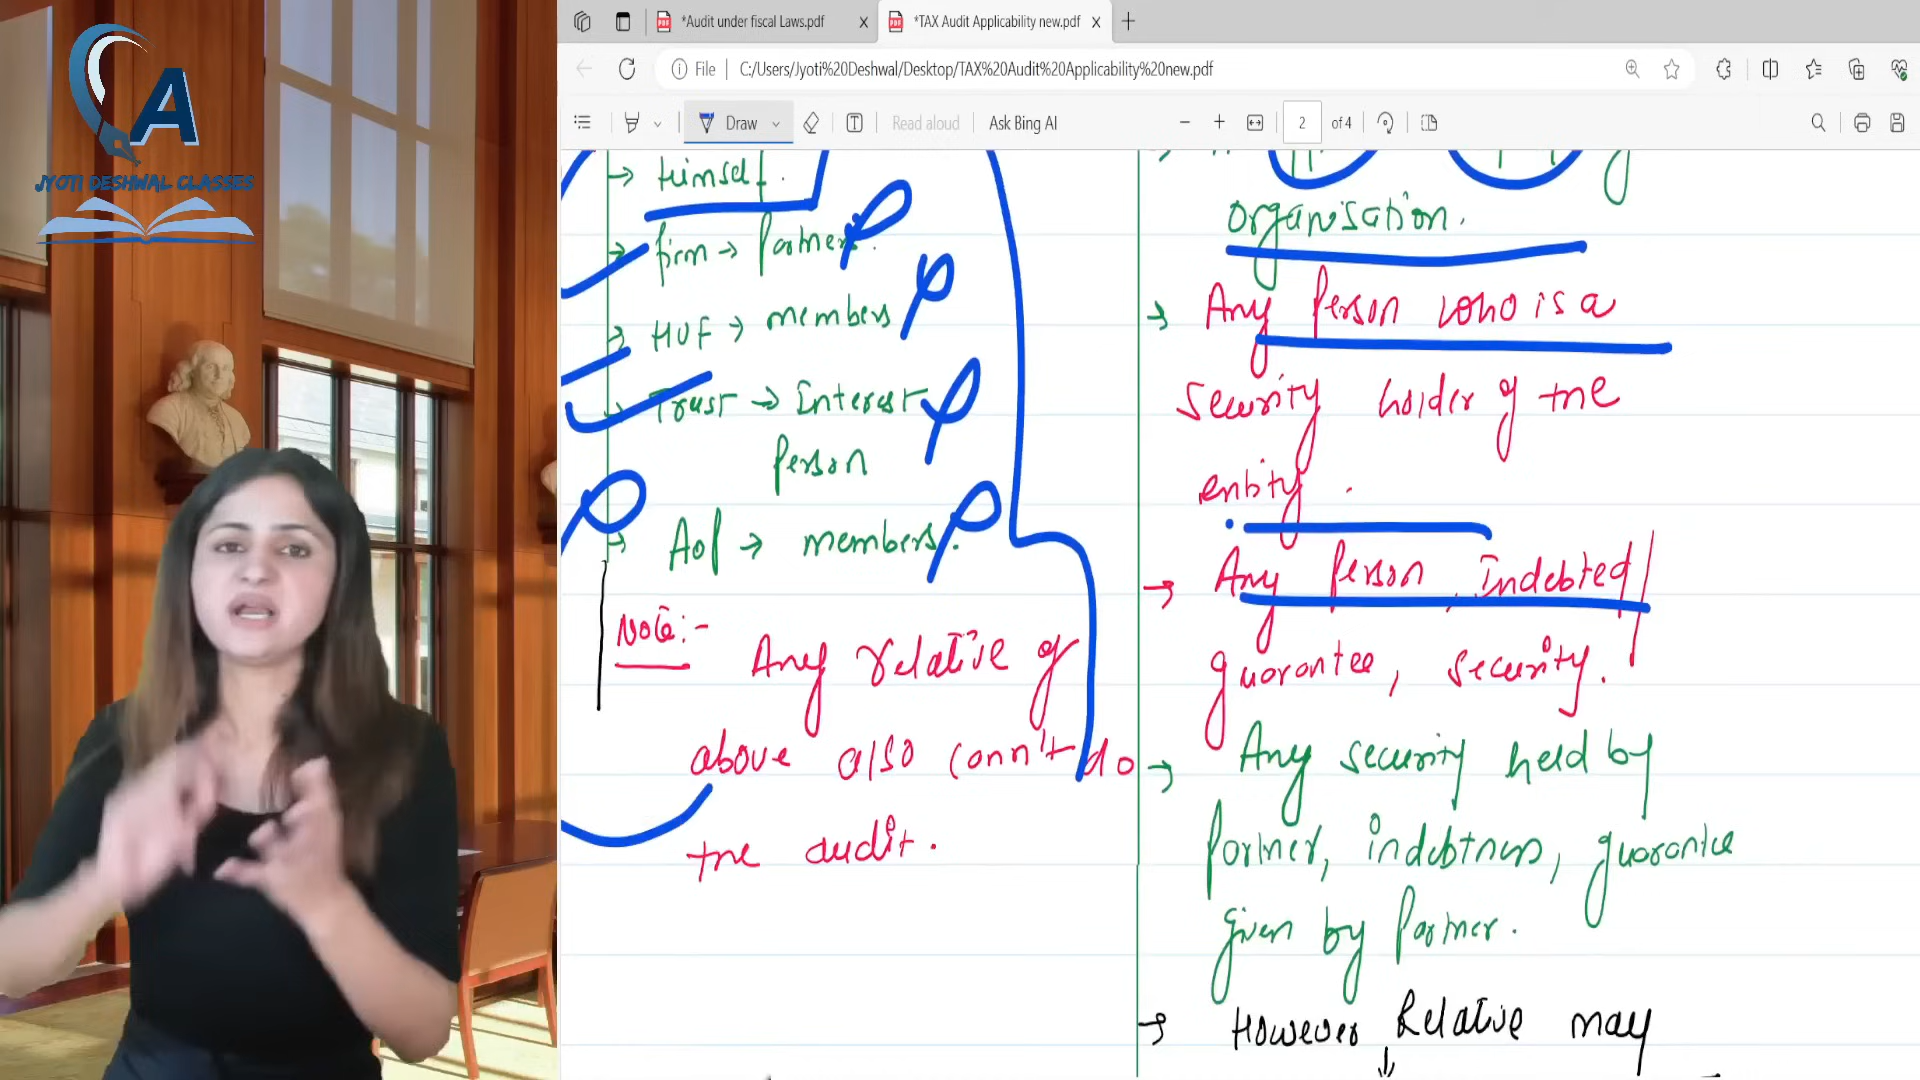 A
JYOTI DESHWAL CLASSES
*Audit under fiscal Laws.pdf
*TAX Audit Applicability new.pdf
File
C:/Users/Jyoti%20Deshwal/Desktop/TAX%20Audit%20Applicability%20new.pdf
Draw
Read aloud
Ask Bing AI
2
of 4
→ Himself.
→ firm → Partners.
→ HUF → members
→ Trust → Interest
Person
→ AoP → members.
Note:-
Any relative of
above also conn't do
the audit.
organisation.
→ Any Person who is a
security holder of the
entity.
→ Any Person, Indebted/
guarantee, security.
→ Any security held by
Partner, indebtness, guarantee
given by Partner.
→ However Relative may